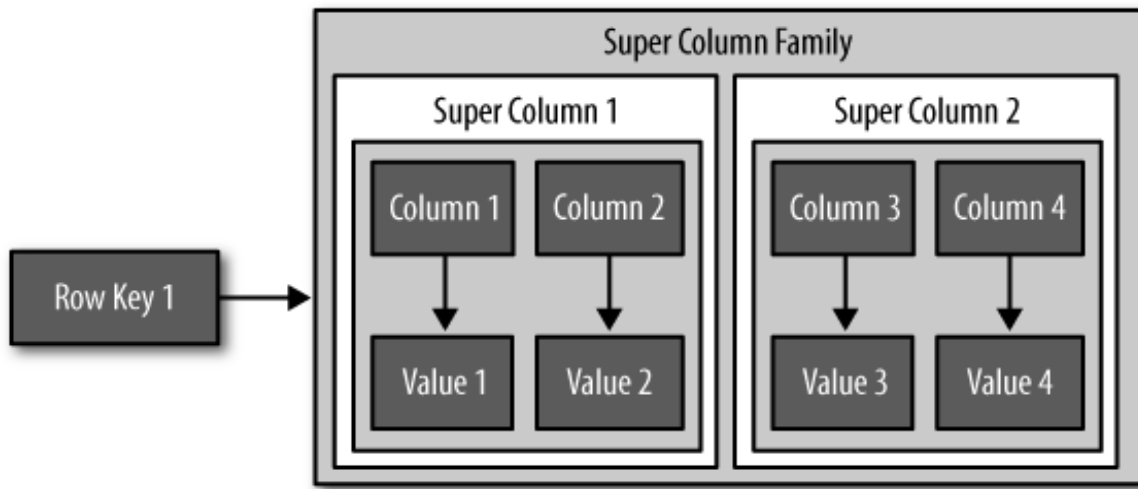 Super Column Family
Super Column 1
Super Column 2
Column 1
Column 2
Column 3
Column 4
Row Key 1
Value 1
Value 2
Value 3
Value 4